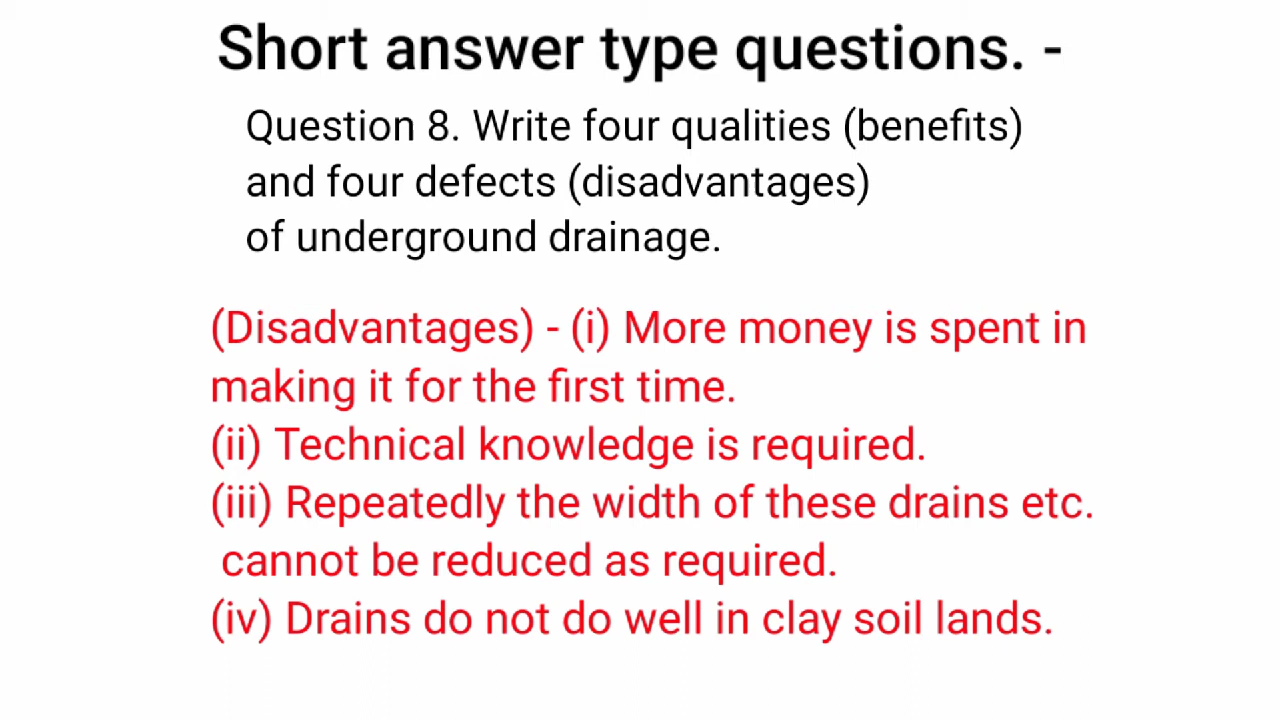 Short answer type questions. -
Question 8. Write four qualities (benefits)
and four defects (disadvantages)
of underground drainage.
(Disadvantages) - (i) More money is spent in
making it for the first time.
(ii) Technical knowledge is required.
(iii) Repeatedly the width of these drains etc.
cannot be reduced as required.
(iv) Drains do not do well in clay soil lands.